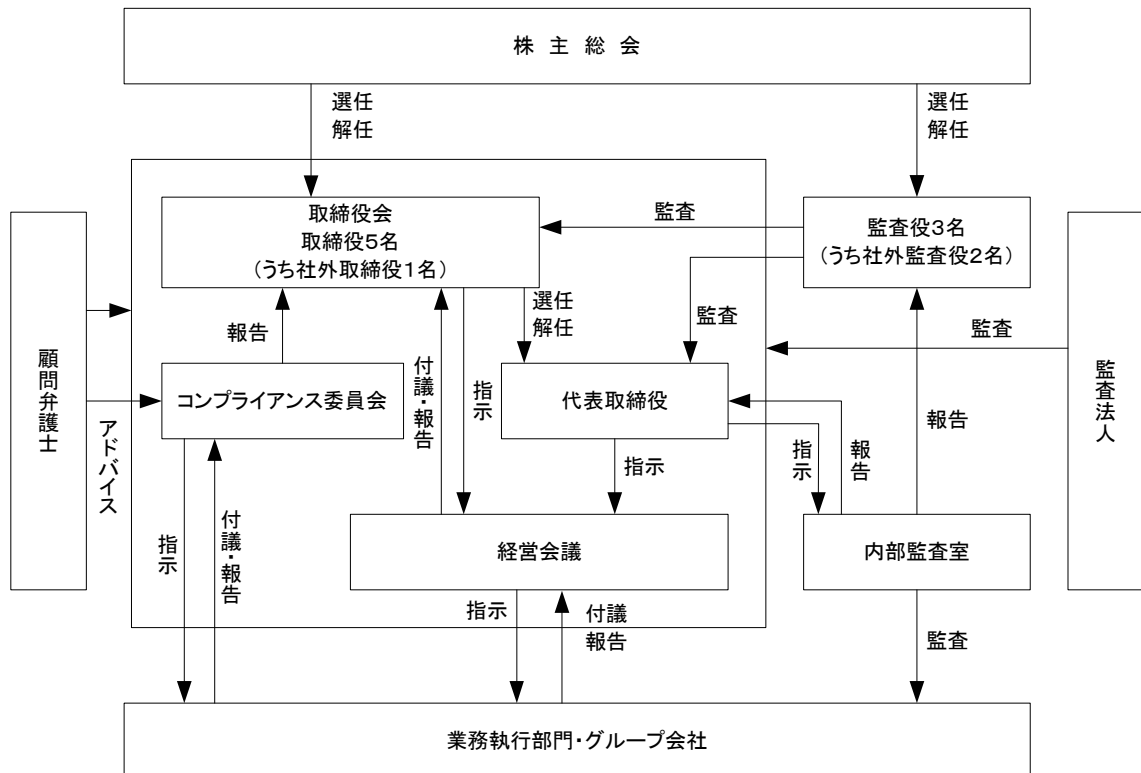 株 主 総 会
選任
解任
選任
解任
取締役会
取締役5名
（うち社外取締役1名）
監査
監査役3名
（うち社外監査役2名）
選任
解任
監査
報告
付議・報告
指示
監査
顧問弁護士
コンプライアンス委員会
代表取締役
監査法人
アドバイス
指示
指示
報告
報告
指示
付議・報告
経営会議
内部監査室
指示
付議
報告
監査
業務執行部門・グループ会社